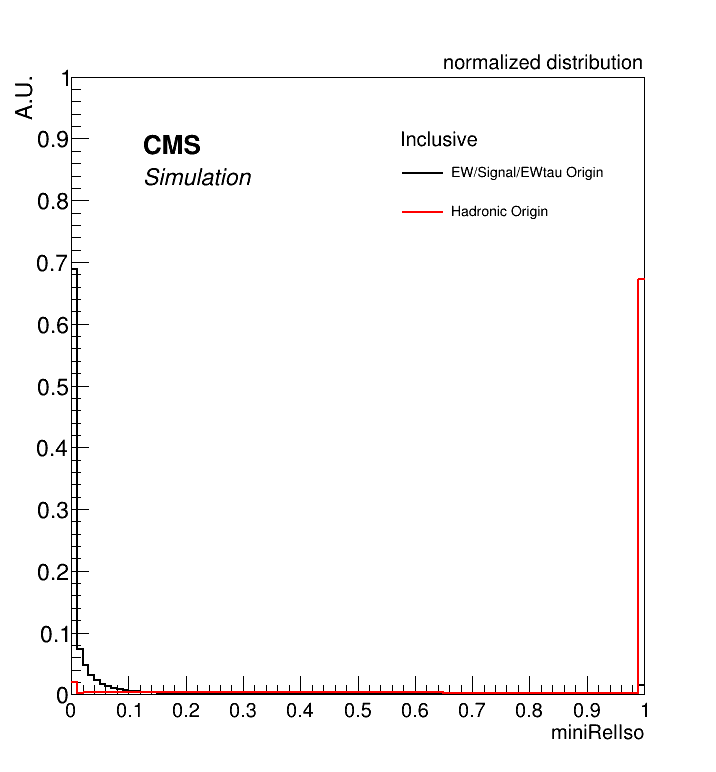 normalized distribution
A.U.
1
0.9
0.8
0.7
0.6
0.5
0.4
0.3
0.2
0.1
0
CMS
Simulation
Inclusive
EW/Signal/EWtau Origin
Hadronic Origin
0 0.1 0.2 0.3 0.4 0.5 0.6 0.7 0.8 0.9 1
miniRelIso